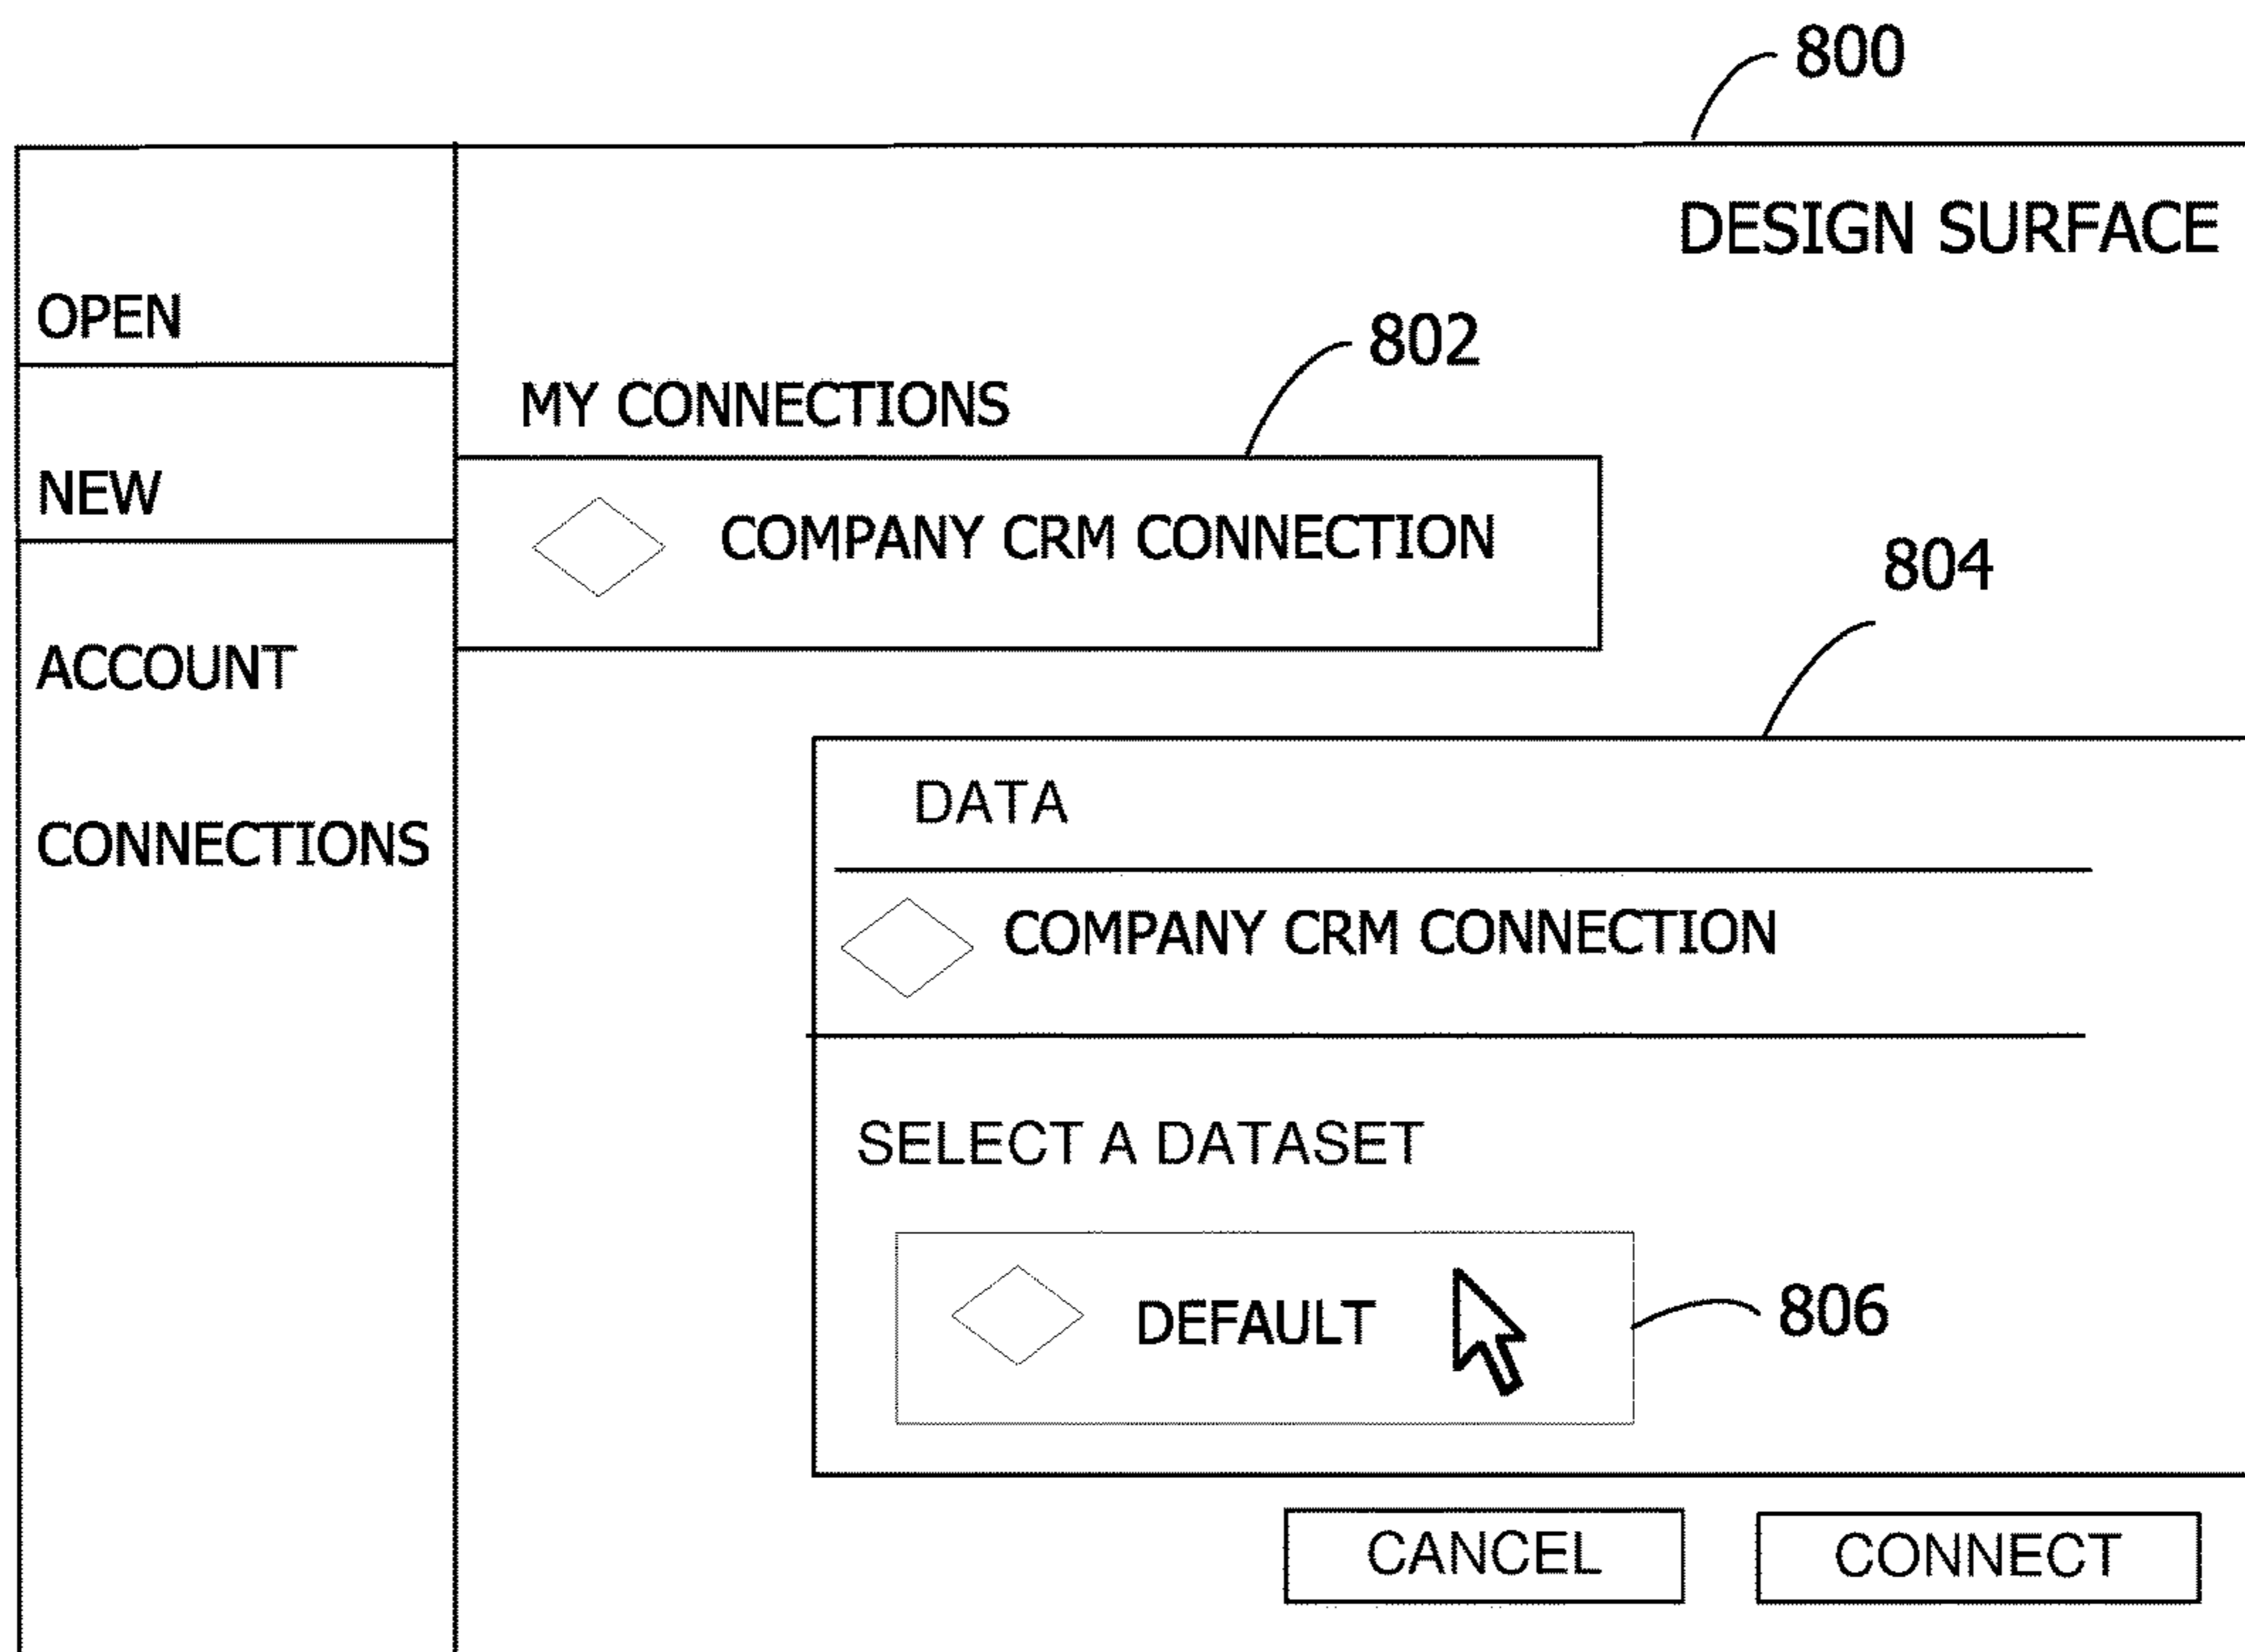 800
DESIGN SURFACE
OPEN
802
MY CONNECTIONS
NEW
COMPANY CRM CONNECTION
804
ACCOUNT
DATA
CONNECTIONS
COMPANY CRM CONNECTION
SELECT A DATASET
DEFAULT
806
CANCEL
CONNECT